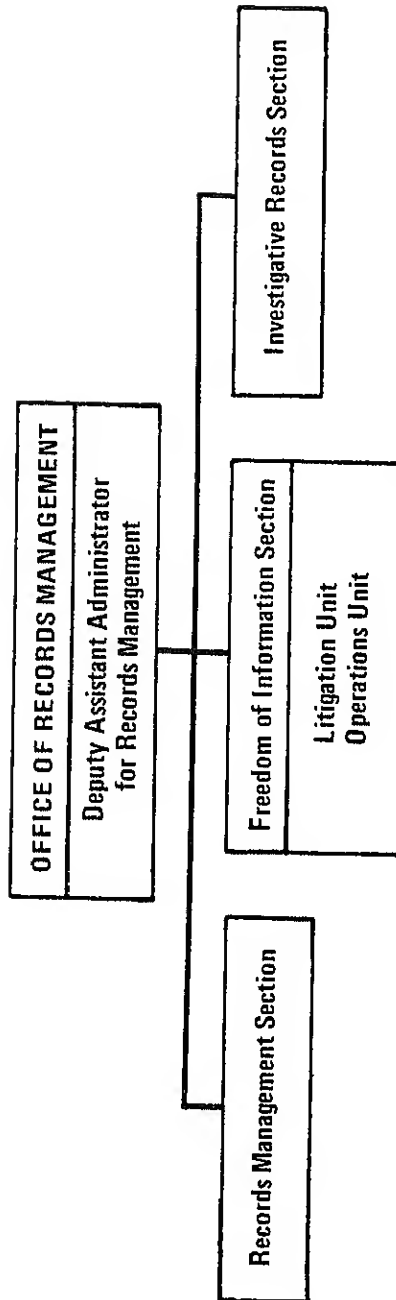 OFFICE OF RECORDS MANAGEMENT
Deputy Assistant Administrator
for Records Management
Records Management Section
Freedom of Information Section
Litigation Unit
Operations Unit
Investigative Records Section